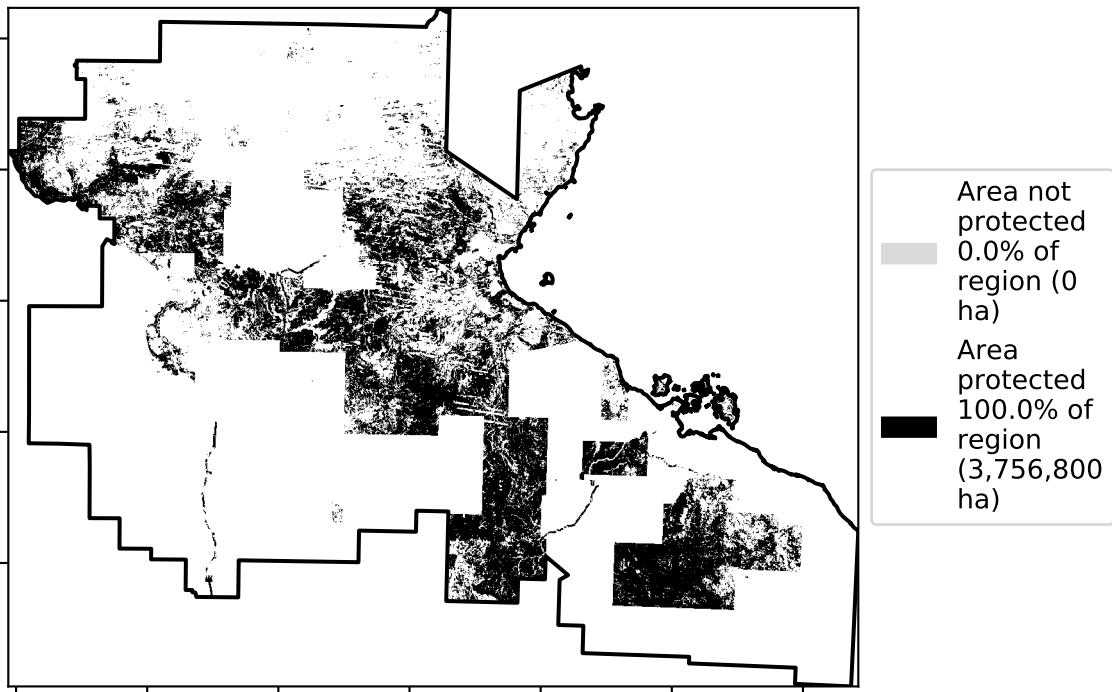 Area not
protected
0.0% of
region (0
ha)
Area
protected
100.0% of
region
(3,756,800
ha)